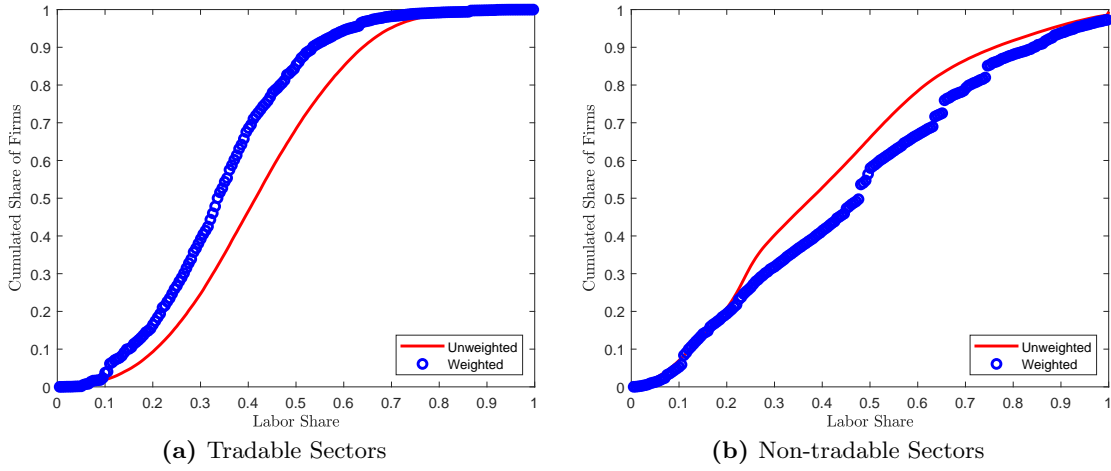 1
0.9
0.8
0.7
0.6
0.5
0.4
0.3
0.2
0.1
0
Cumulated Share of Firms
Unweighted
Weighted
0 0.1 0.2 0.3 0.4 0.5 0.6 0.7 0.8 0.9 1
Labor Share
(a) Tradable Sectors
1
0.9
0.8
0.7
0.6
0.5
0.4
0.3
0.2
0.1
0
Cumulated Share of Firms
Unweighted
Weighted
0 0.1 0.2 0.3 0.4 0.5 0.6 0.7 0.8 0.9 1
Labor Share
(b) Non-tradable Sectors